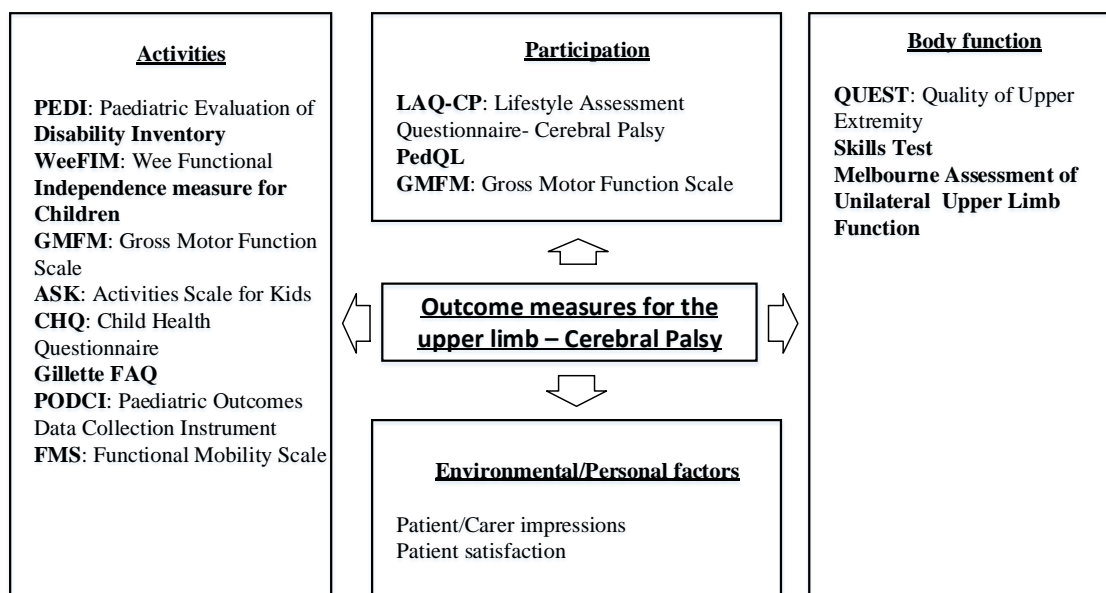 Activities
PEDI: Paediatric Evaluation of
Disability Inventory
WeeFIM: Wee Functional
Independence measure for
Children
GMFM: Gross Motor Function
Scale
ASK: Activities Scale for Kids
CHQ: Child Health
Questionnaire
Gillette FAQ
PODCI: Paediatric Outcomes
Data Collection Instrument
FMS: Functional Mobility Scale
Participation
LAQ-CP: Lifestyle Assessment
Questionnaire- Cerebral Palsy
PedQL
GMFM: Gross Motor Function Scale
Outcome measures for the
upper limb – Cerebral Palsy
Environmental/Personal factors
Patient/Carer impressions
Patient satisfaction
Body function
QUEST: Quality of Upper
Extremity
Skills Test
Melbourne Assessment of
Unilateral Upper Limb
Function